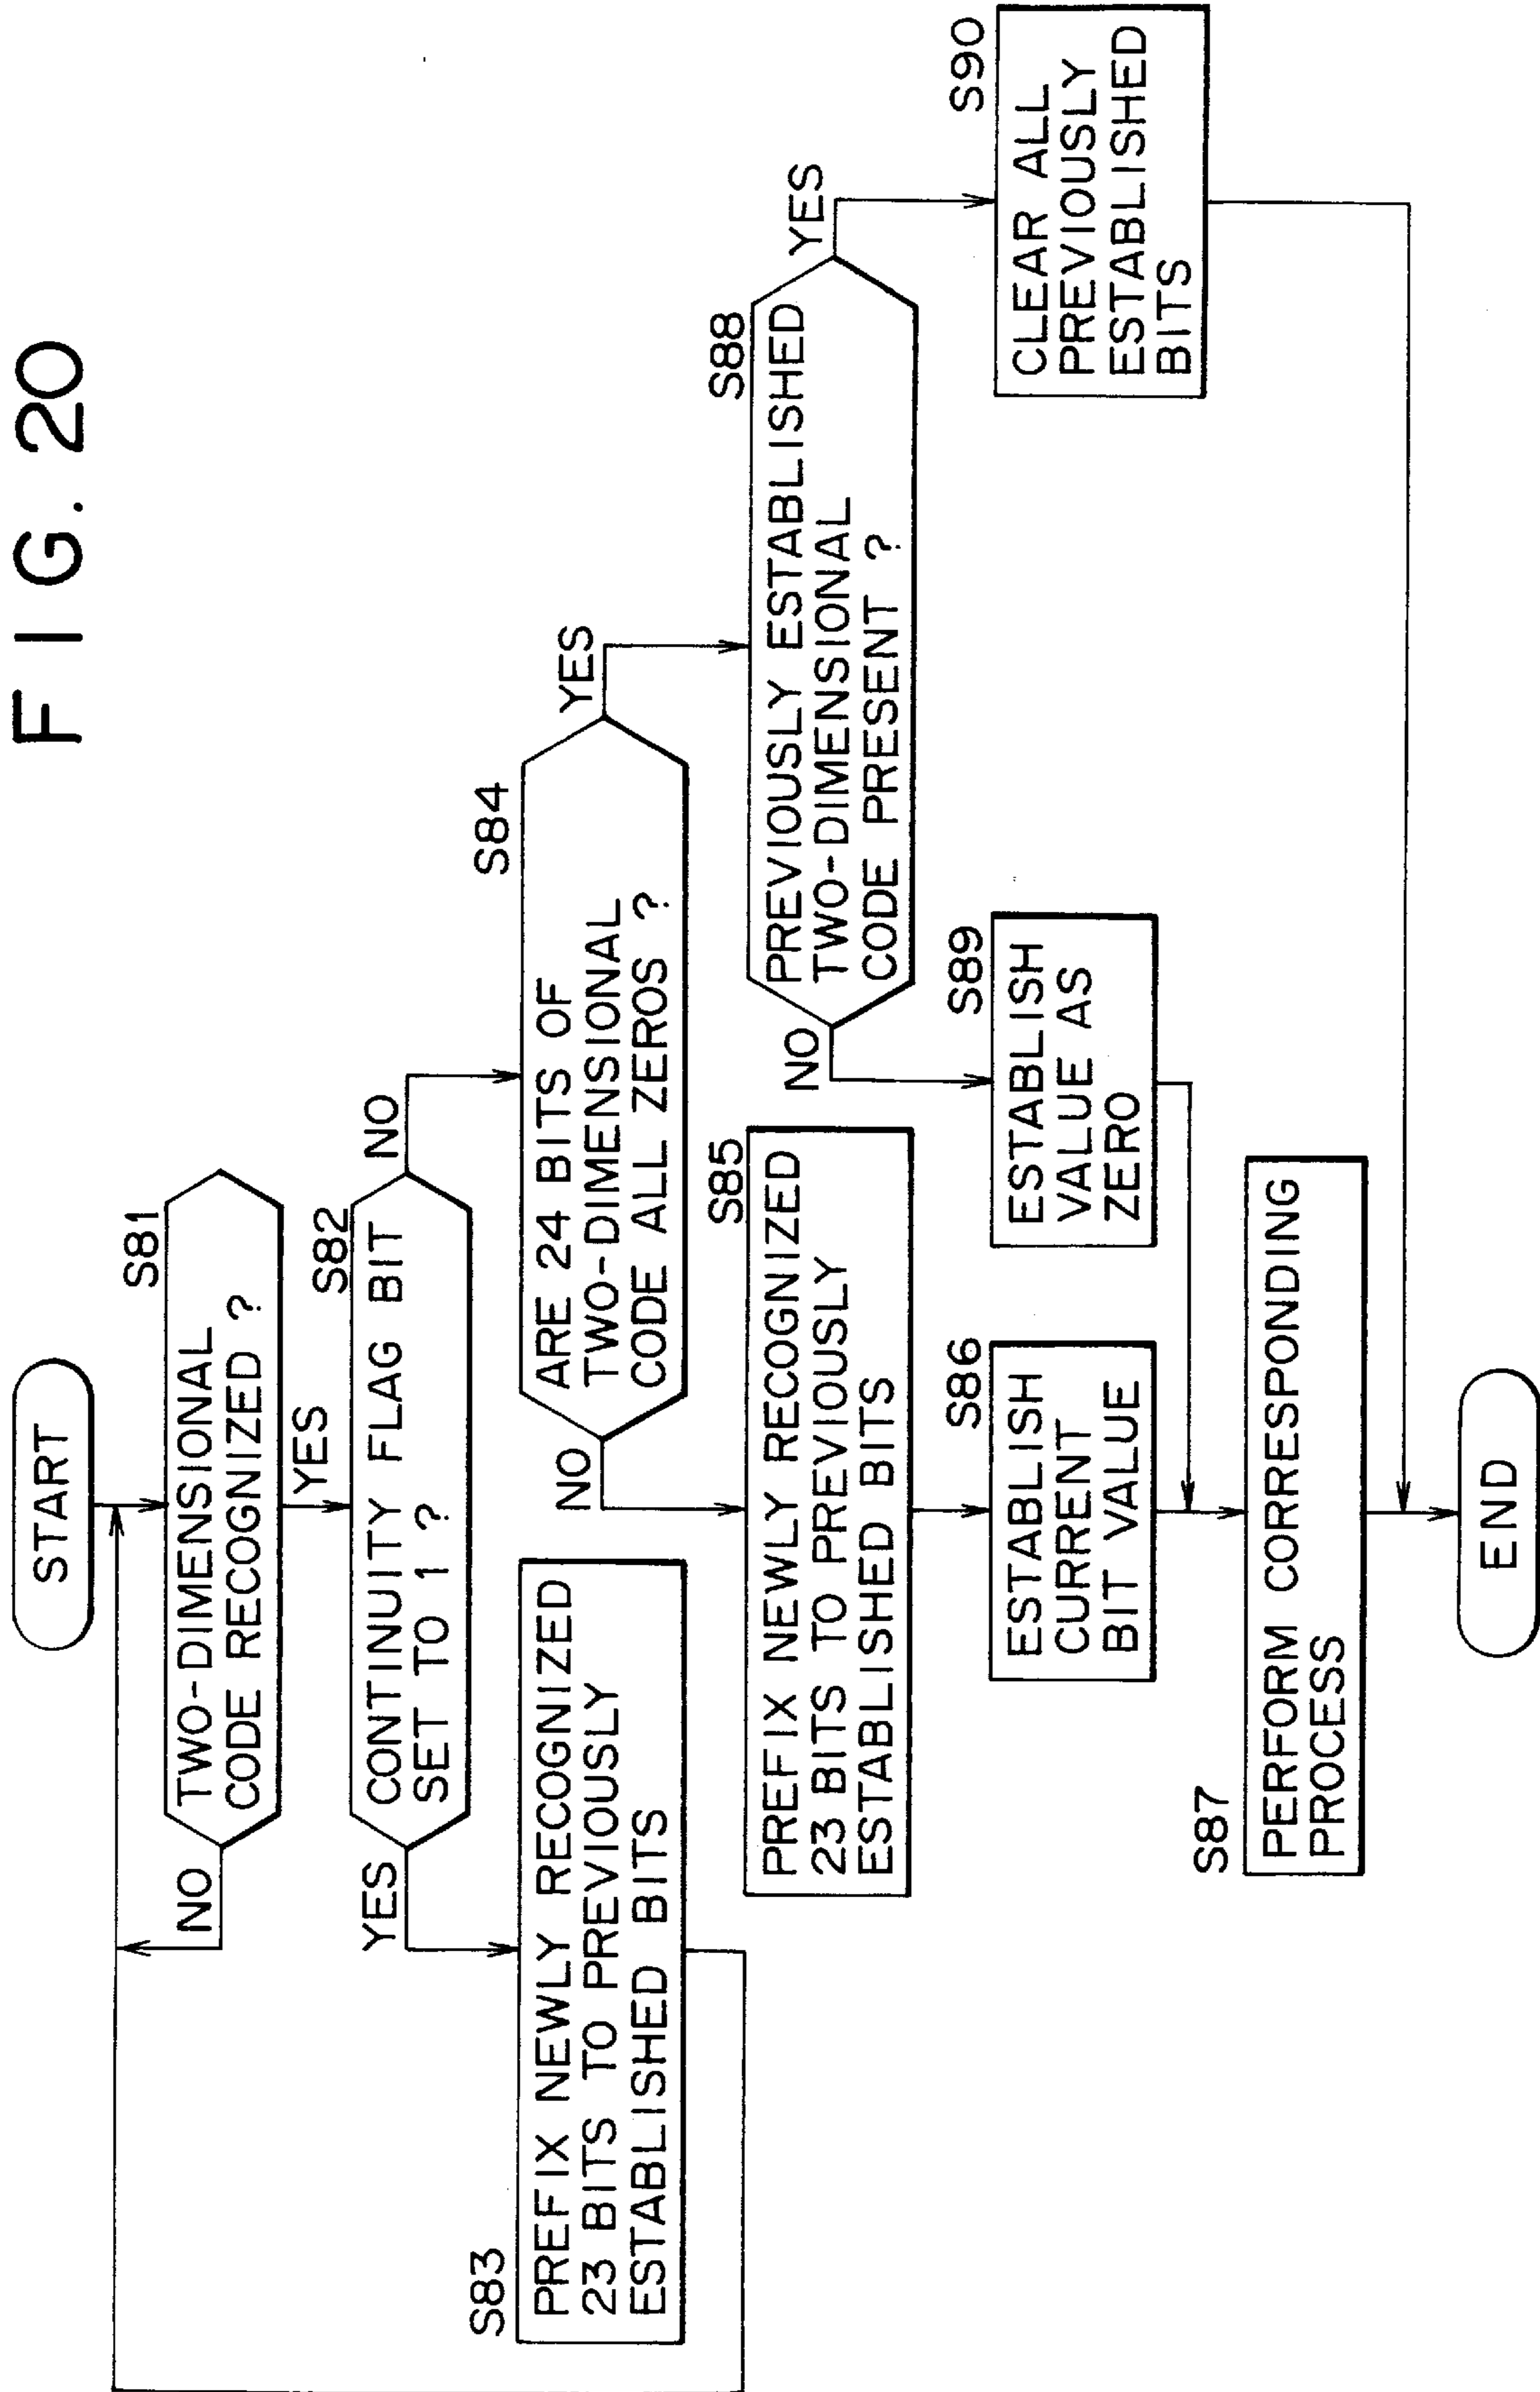 FIG. 20
START
S81
TWO-DIMENSIONAL
CODE RECOGNIZED ?
NO
YES
S82
CONTINUITY FLAG BIT
SET TO 1 ?
YES
NO
S83
PREFIX NEWLY RECOGNIZED
23 BITS TO PREVIOUSLY
ESTABLISHED BITS
S84
ARE 24 BITS OF
TWO-DIMENSIONAL
CODE ALL ZEROS ?
NO
YES
S85
PREFIX NEWLY RECOGNIZED
23 BITS TO PREVIOUSLY
ESTABLISHED BITS
S88
PREVIOUSLY ESTABLISHED
TWO-DIMENSIONAL
CODE PRESENT ?
NO
YES
S86
ESTABLISH
CURRENT
BIT VALUE
S89
ESTABLISH
VALUE AS
ZERO
S90
CLEAR ALL
PREVIOUSLY
ESTABLISHED
BITS
S87
PERFORM CORRESPONDING
PROCESS
END